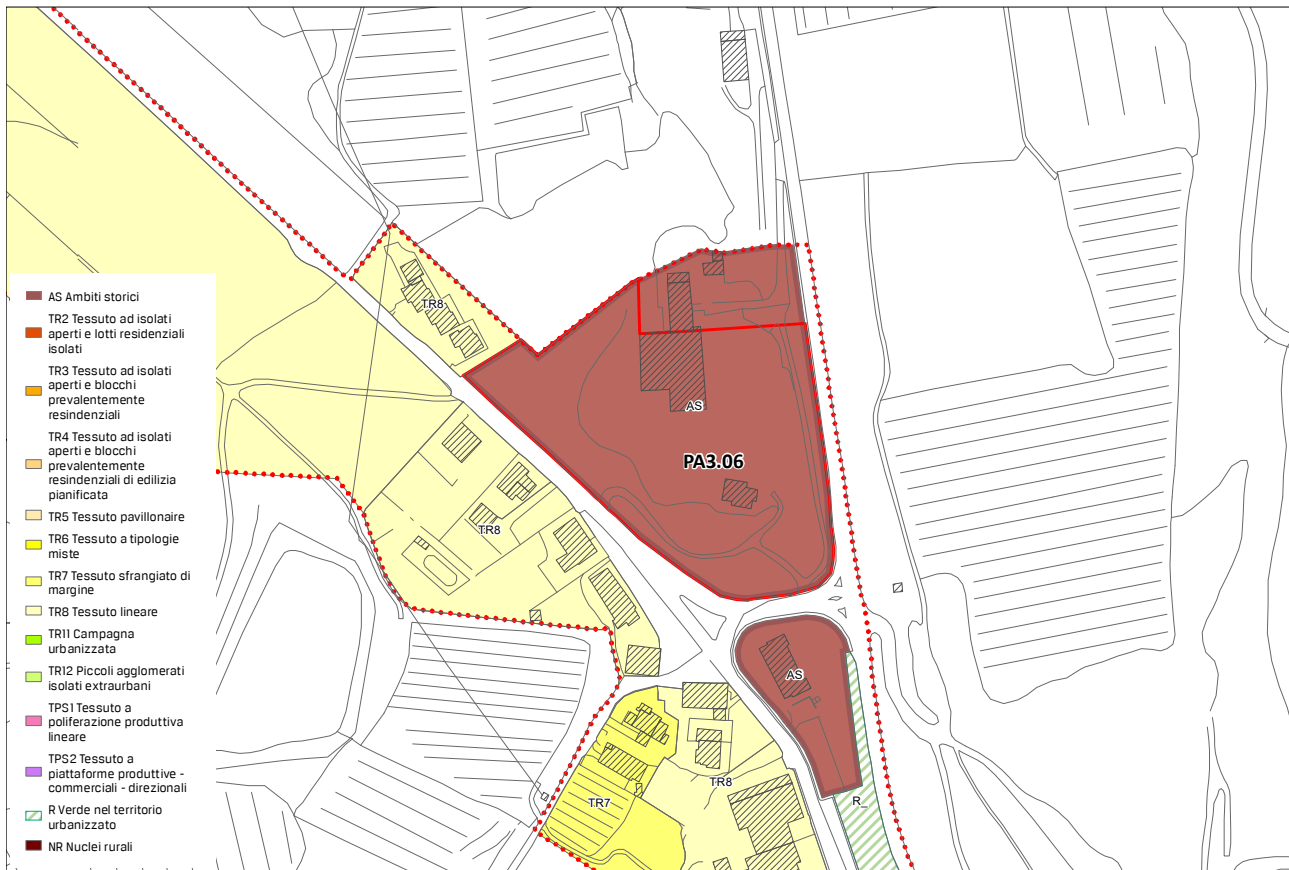 AS Ambiti storici
TR2 Tessuto ad isolati
aperti e lotti residenziali
isolati
TR3 Tessuto ad isolati
aperti e blocchi
prevalentemente
resindenziali
TR4 Tessuto ad isolati
aperti e blocchi
prevalentemente
resindenziali di edilizia
pianificata
TR5 Tessuto pavillonaire
TR6 Tessuto a tipologie
miste
TR7 Tessuto sfrangiato di
margine
TR8 Tessuto lineare
TR11 Campagna
urbanizzata
TR12 Piccoli agglomerati
isolati extraurbani
TPS1 Tessuto a
poliferazione produttiva
lineare
TPS2 Tessuto a
piattaforme produttive -
commerciali - direzionali
R Verde nel territorio
urbanizzato
NR Nuclei rurali
TR8
AS
PA3.06
TR8
AS
TR8
TR7
R_